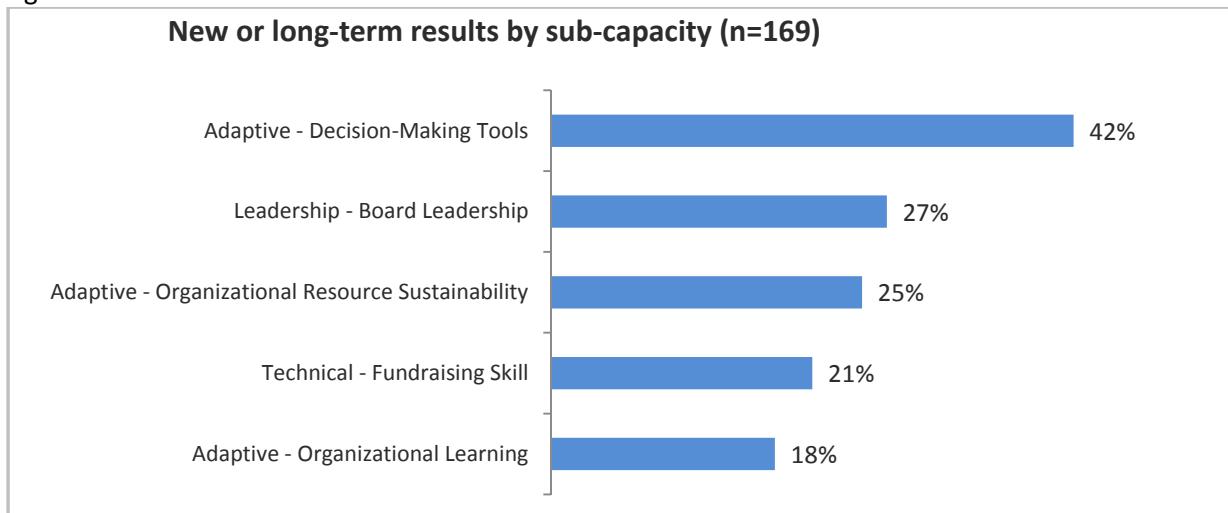 New or long-term results by sub-capacity (n=169)
Adaptive - Decision-Making Tools 42%
Leadership - Board Leadership 27%
Adaptive - Organizational Resource Sustainability 25%
Technical - Fundraising Skill 21%
Adaptive - Organizational Learning 18%